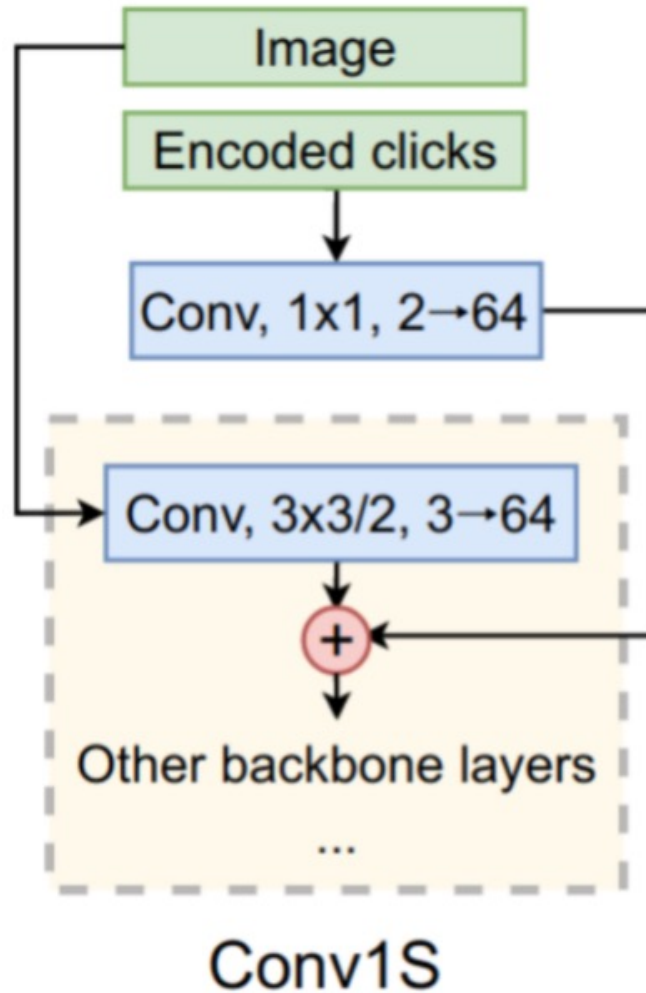 Image
Encoded clicks
Conv, 1x1, 2→64
Conv, 3x3/2, 3→64
+
Other backbone layers
...
Conv1S